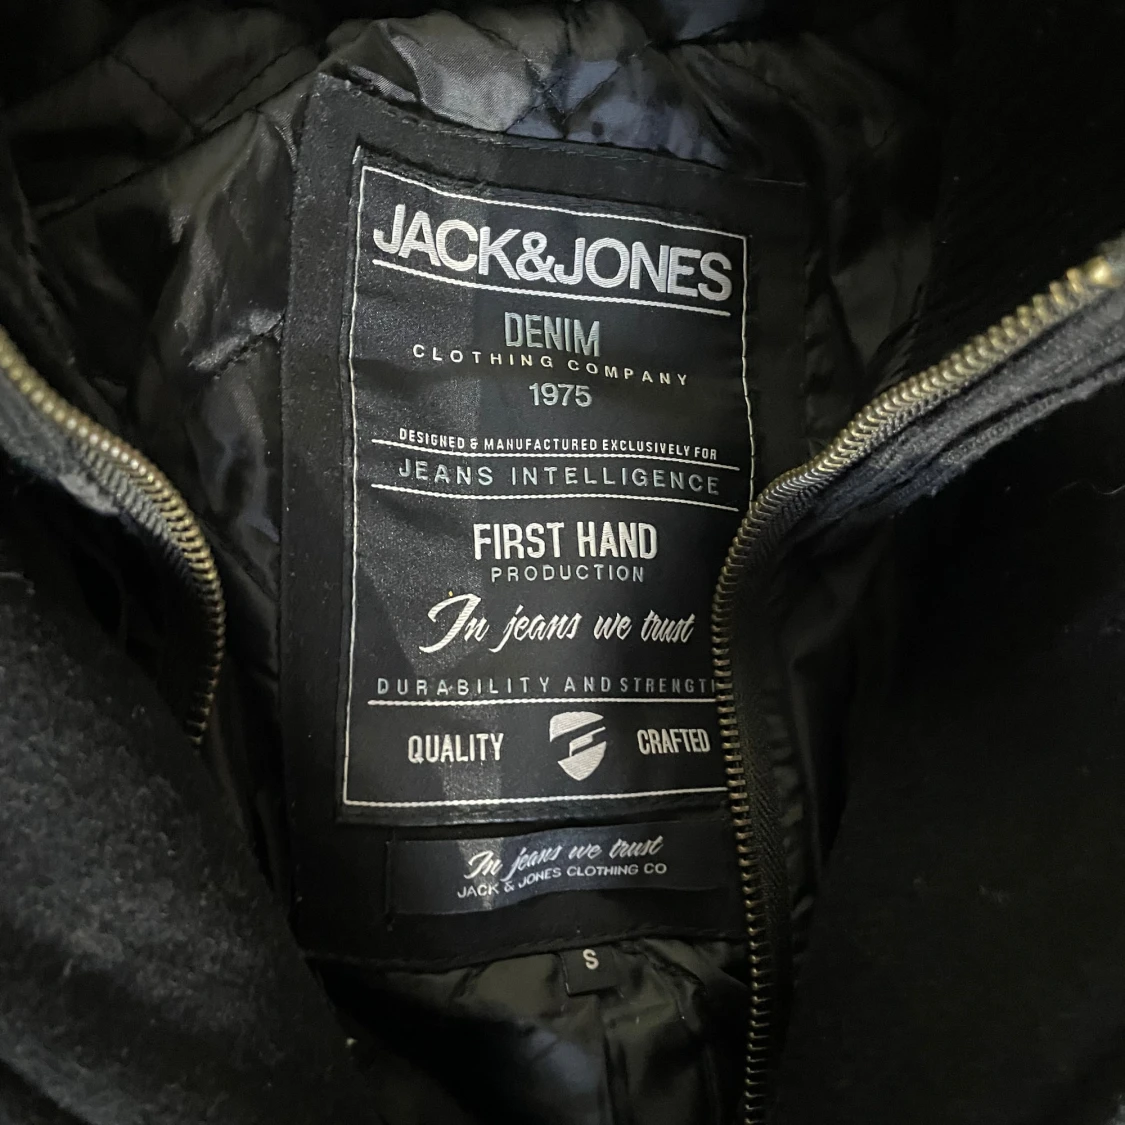 JACK&JONES
DENIM
CLOTHING COMPANY
1975
DESIGNED & MANUFACTURED EXCLUSIVELY FOR
JEANS INTELLIGENCE
FIRST HAND
PRODUCTION
In jeans we trust
DURABILITY AND STRENGT
QUALITY CRAFTED
In jeans we trust
JACK & JONES CLOTHING CO
S